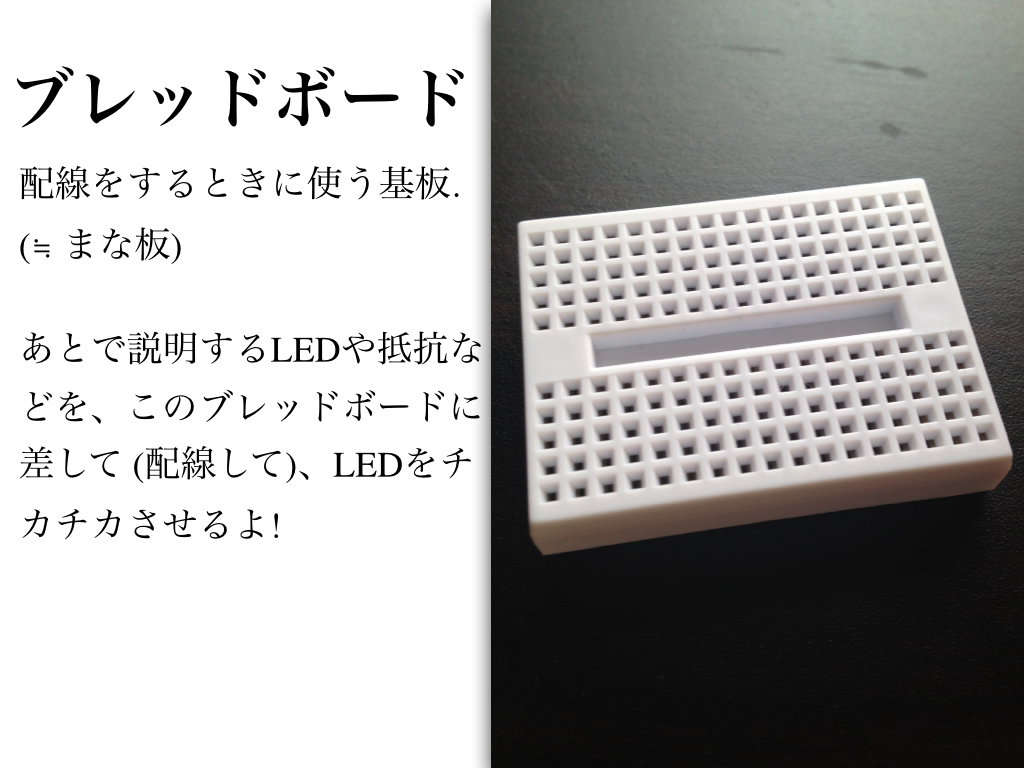 ブレッドボード
配線をするときに使う基板.
(≒ まな板)
あとで説明するLEDや抵抗な
どを、このブレッドボードに
差して (配線して)、LEDをチ
カチカさせるよ!